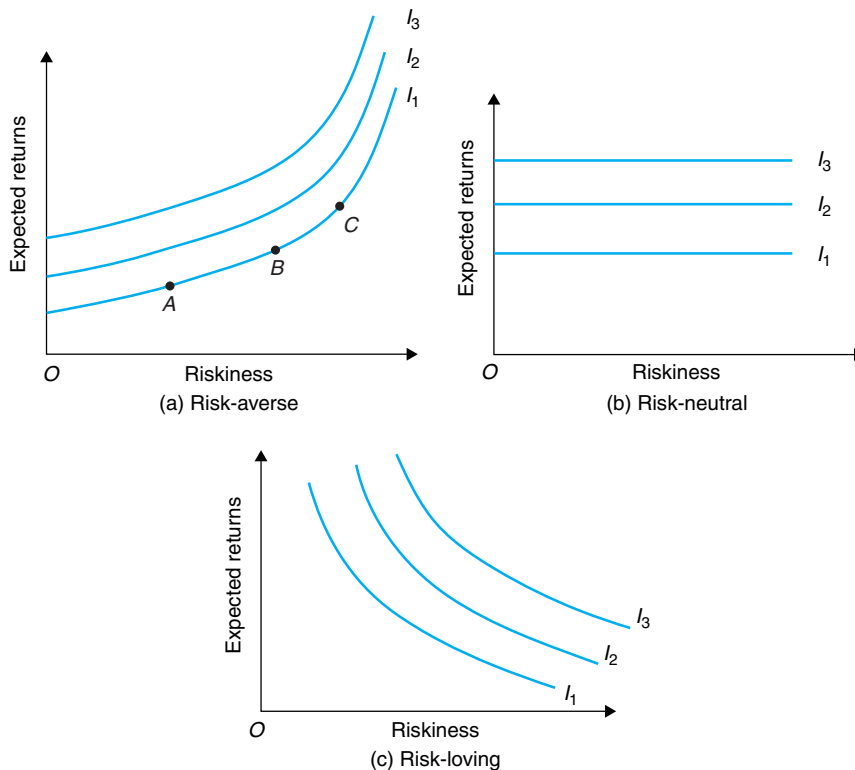 Expected returns
I3
I2
I1
A
B
C
O
Riskiness
(a) Risk-averse
Expected returns
I3
I2
I1
O
Riskiness
(b) Risk-neutral
Expected returns
I3
I2
I1
O
Riskiness
(c) Risk-loving